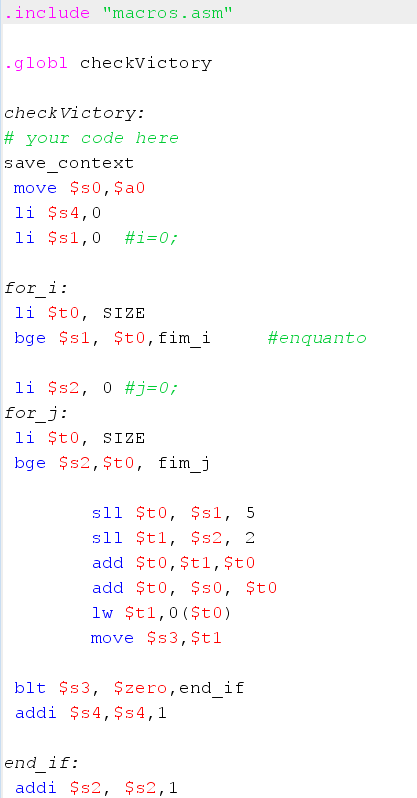 .include "macros.asm"
.globl checkVictory
checkVictory:
# your code here
save_context
move $s0,$a0
li $s4,0
li $s1,0 #i=0;
for_i:
li $t0, SIZE
bge $s1, $t0,fim_i #enquanto
li $s2, 0 #j=0;
for_j:
li $t0, SIZE
bge $s2,$t0, fim_j
sll $t0, $s1, 5
sll $t1, $s2, 2
add $t0,$t1,$t0
add $t0, $s0, $t0
lw $t1,0($t0)
move $s3,$t1
blt $s3, $zero,end_if
addi $s4,$s4,1
end_if:
addi $s2, $s2,1